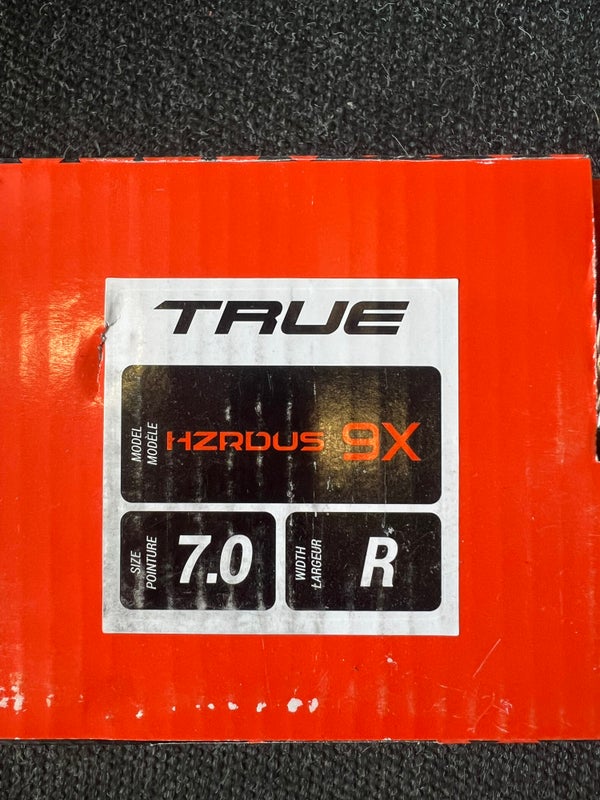 TRUE
MODEL
MODÈLE
HZRDUS 9X
SIZE
POINTURE
7.0
WIDTH
LARGEUR
R